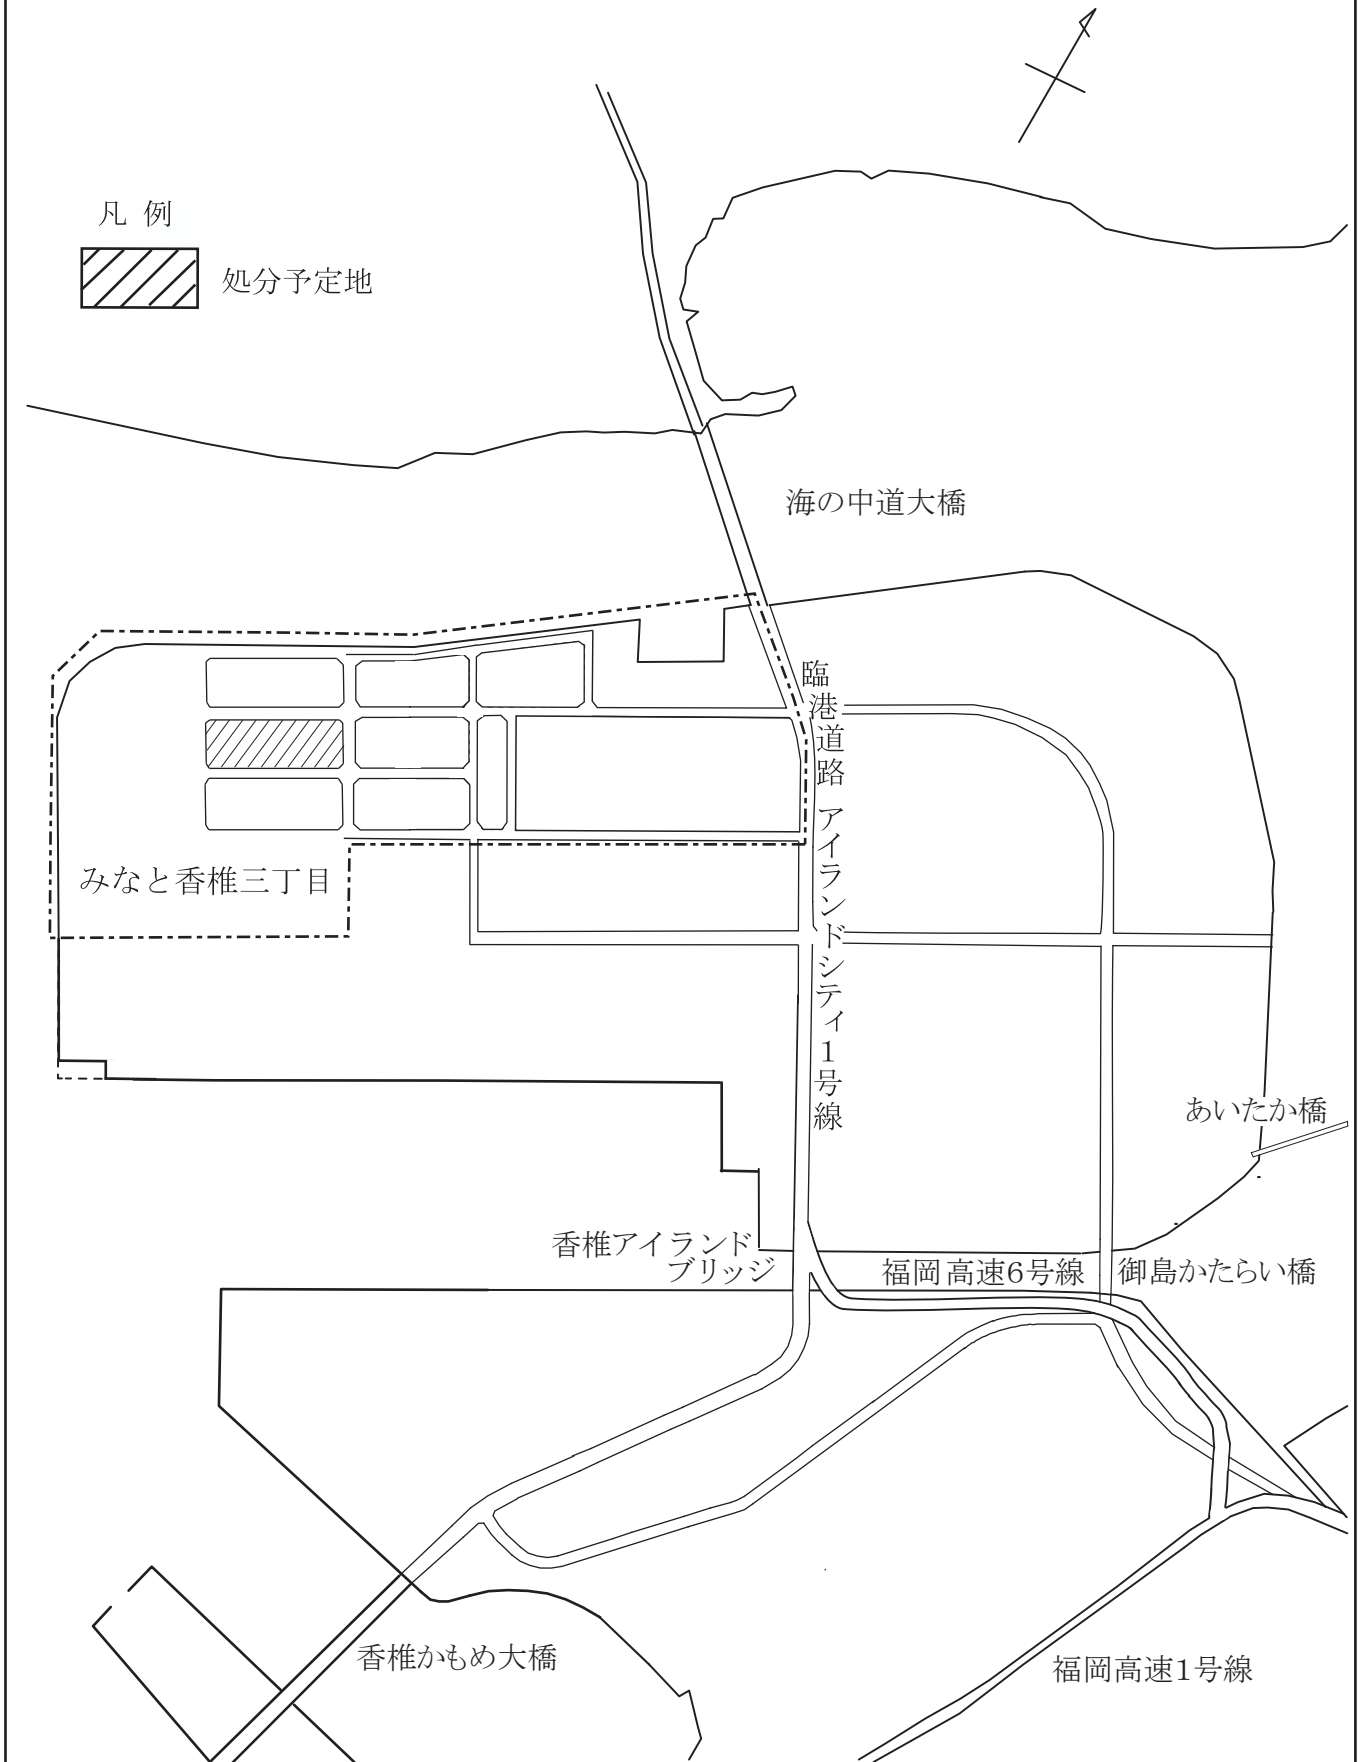 凡 例
処分予定地
海の中道大橋
臨港道路 アイランドシティ1号線
みなと香椎三丁目
あいたか橋
香椎アイランド
ブリッジ
福岡高速6号線
御島かたらい橋
香椎かもめ大橋
福岡高速1号線